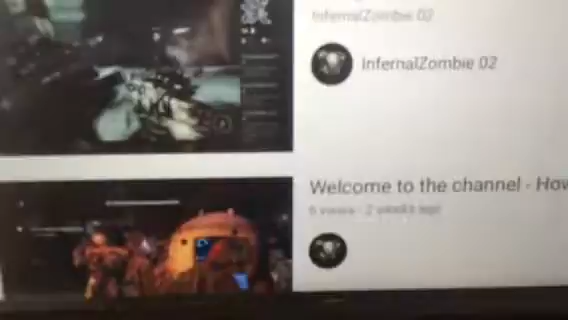 InfernalZombie 02
InfernalZombie 02
Welcome to the channel - How
6 views · 2 weeks ago